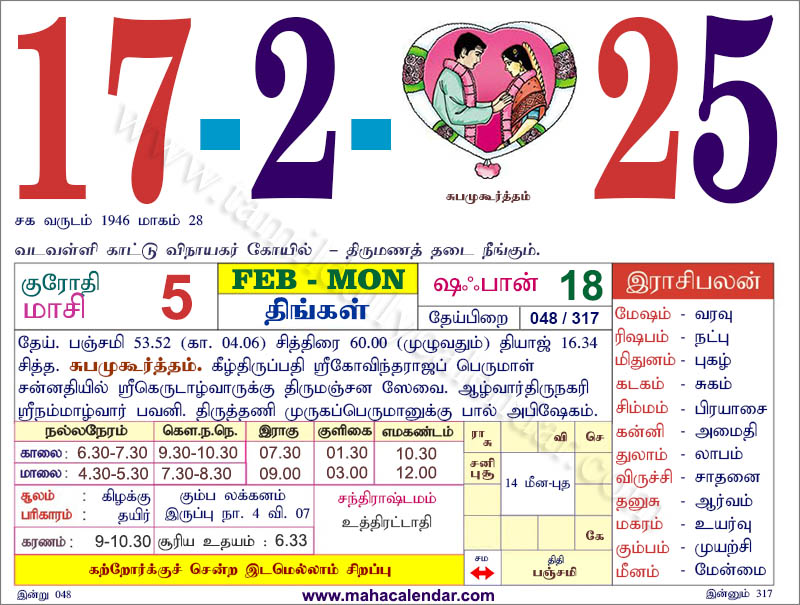 17-2- 25
சுபமுகூர்த்தம்
சக வருடம் 1946 மாகம் 28
வடவள்ளி காட்டு விநாயகர் கோயில் - திருமணத் தடை நீங்கும்.
குரோதி
மாசி 5
FEB - MON
திங்கள்
ஷஃபான் 18
தேய்பிறை 048 / 317
தேய். பஞ்சமி 53.52 (கா. 04.06) சித்திரை 60.00 (முழுவதும்) தியாஜ் 16.34
சித்த. சுபமுகூர்த்தம். கீழ்திருப்பதி ஸ்ரீகோவிந்தராஜப் பெருமாள்
சன்னதியில் ஸ்ரீகெருடாழ்வாருக்கு திருமஞ்சன ஸேவை. ஆழ்வார்திருநகரி
ஸ்ரீநம்மாழ்வார் பவனி. திருத்தணி முருகப்பெருமானுக்கு பால் அபிஷேகம்.
நல்லநேரம் கௌ.ந.நெ. இராகு குளிகை எமகண்டம்
காலை: 6.30-7.30 9.30-10.30 07.30 01.30 10.30
மாலை: 4.30-5.30 7.30-8.30 09.00 03.00 12.00
சூலம் : கிழக்கு
பரிகாரம் : தயிர்
கும்ப லக்கனம்
இருப்பு நா. 4 வி. 07
சந்திராஷ்டமம்
உத்திரட்டாதி
கரணம் : 9-10.30 சூரிய உதயம் : 6.33
கற்றோர்க்குச் சென்ற இடமெல்லாம் சிறப்பு
ரா
சு
வி
செ
சனி
புசூ
14 மீன-புத
கே
சம
திதி
பஞ்சமி
இராசிபலன்
மேஷம் - வரவு
ரிஷபம் - நட்பு
மிதுனம் - புகழ்
கடகம் - சுகம்
சிம்மம் - பிரயாசை
கன்னி - அமைதி
துலாம் - லாபம்
விருச்சி - சாதனை
தனுசு - ஆர்வம்
மகரம் - உயர்வு
கும்பம் - முயற்சி
மீனம் - மேன்மை
இன்று 048
www.mahacalendar.com
இன்னும் 317
www.tamildailycalendar.com